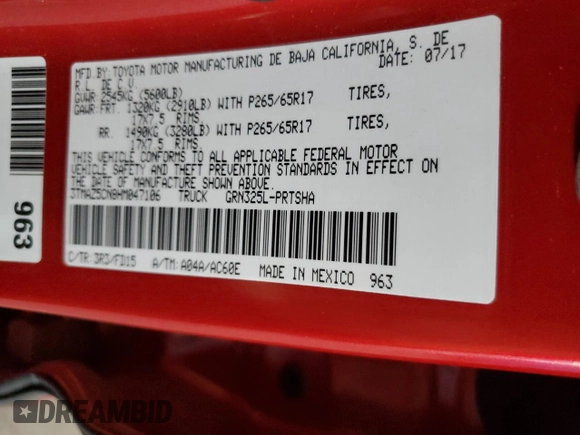 MFD.BY:TOYOTA MOTOR MANUFACTURING DE BAJA CALIFORNIA, S. DE
R.L. DE C.V. DATE: 07/17
GVWR 2545KG (5600LB)
GAWR:FRT. 1320KG (2910LB) WITH P265/65R17 TIRES,
17X7.5 RIMS,
RR. 1490KG (3280LB) WITH P265/65R17 TIRES,
17X7.5 RIMS.
THIS VEHICLE CONFORMS TO ALL APPLICABLE FEDERAL MOTOR
VEHICLE SAFETY AND THEFT PREVENTION STANDARDS IN EFFECT ON
THE DATE OF MANUFACTURE SHOWN ABOVE.
TRUCK GRN325L-PRTSHA
C/TR:3R3/FD15 A/TM:A04A/AC60E MADE IN MEXICO 963
963
DREAMBID